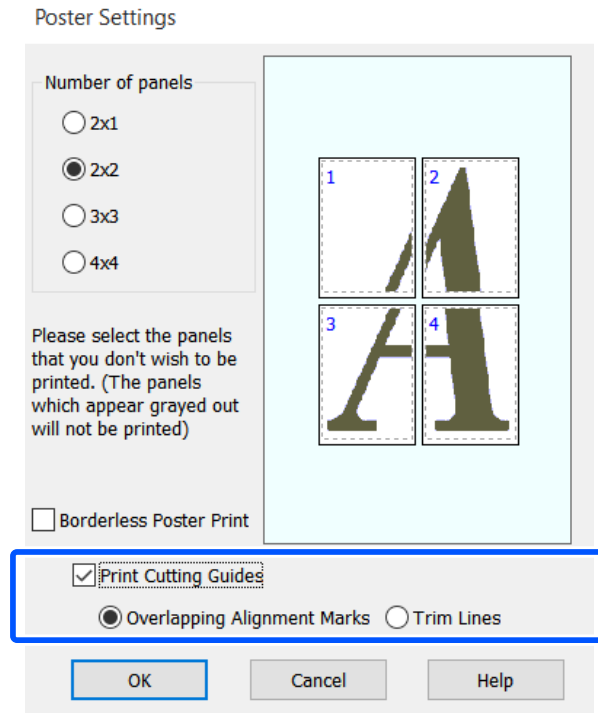 Poster Settings
Number of panels
2x1
2x2
3x3
4x4
1
2
3
4
Please select the panels
that you don't wish to be
printed. (The panels
which appear grayed out
will not be printed)
Borderless Poster Print
Print Cutting Guides
Overlapping Alignment Marks
Trim Lines
OK
Cancel
Help